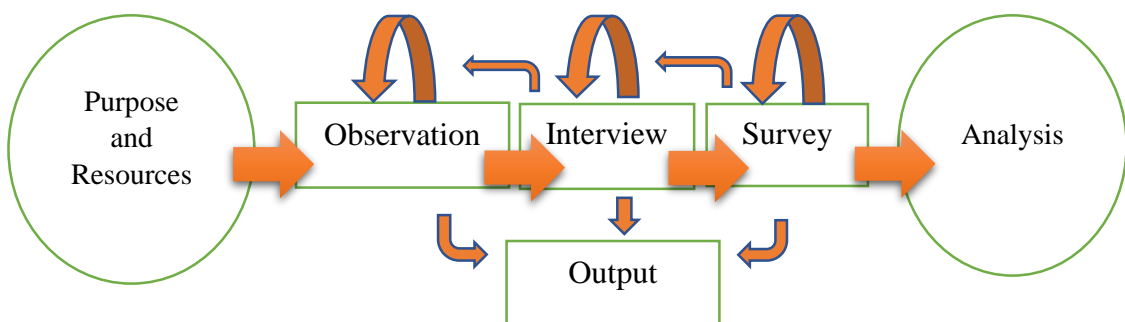 Purpose
and
Resources
Observation
Interview
Survey
Analysis
Output